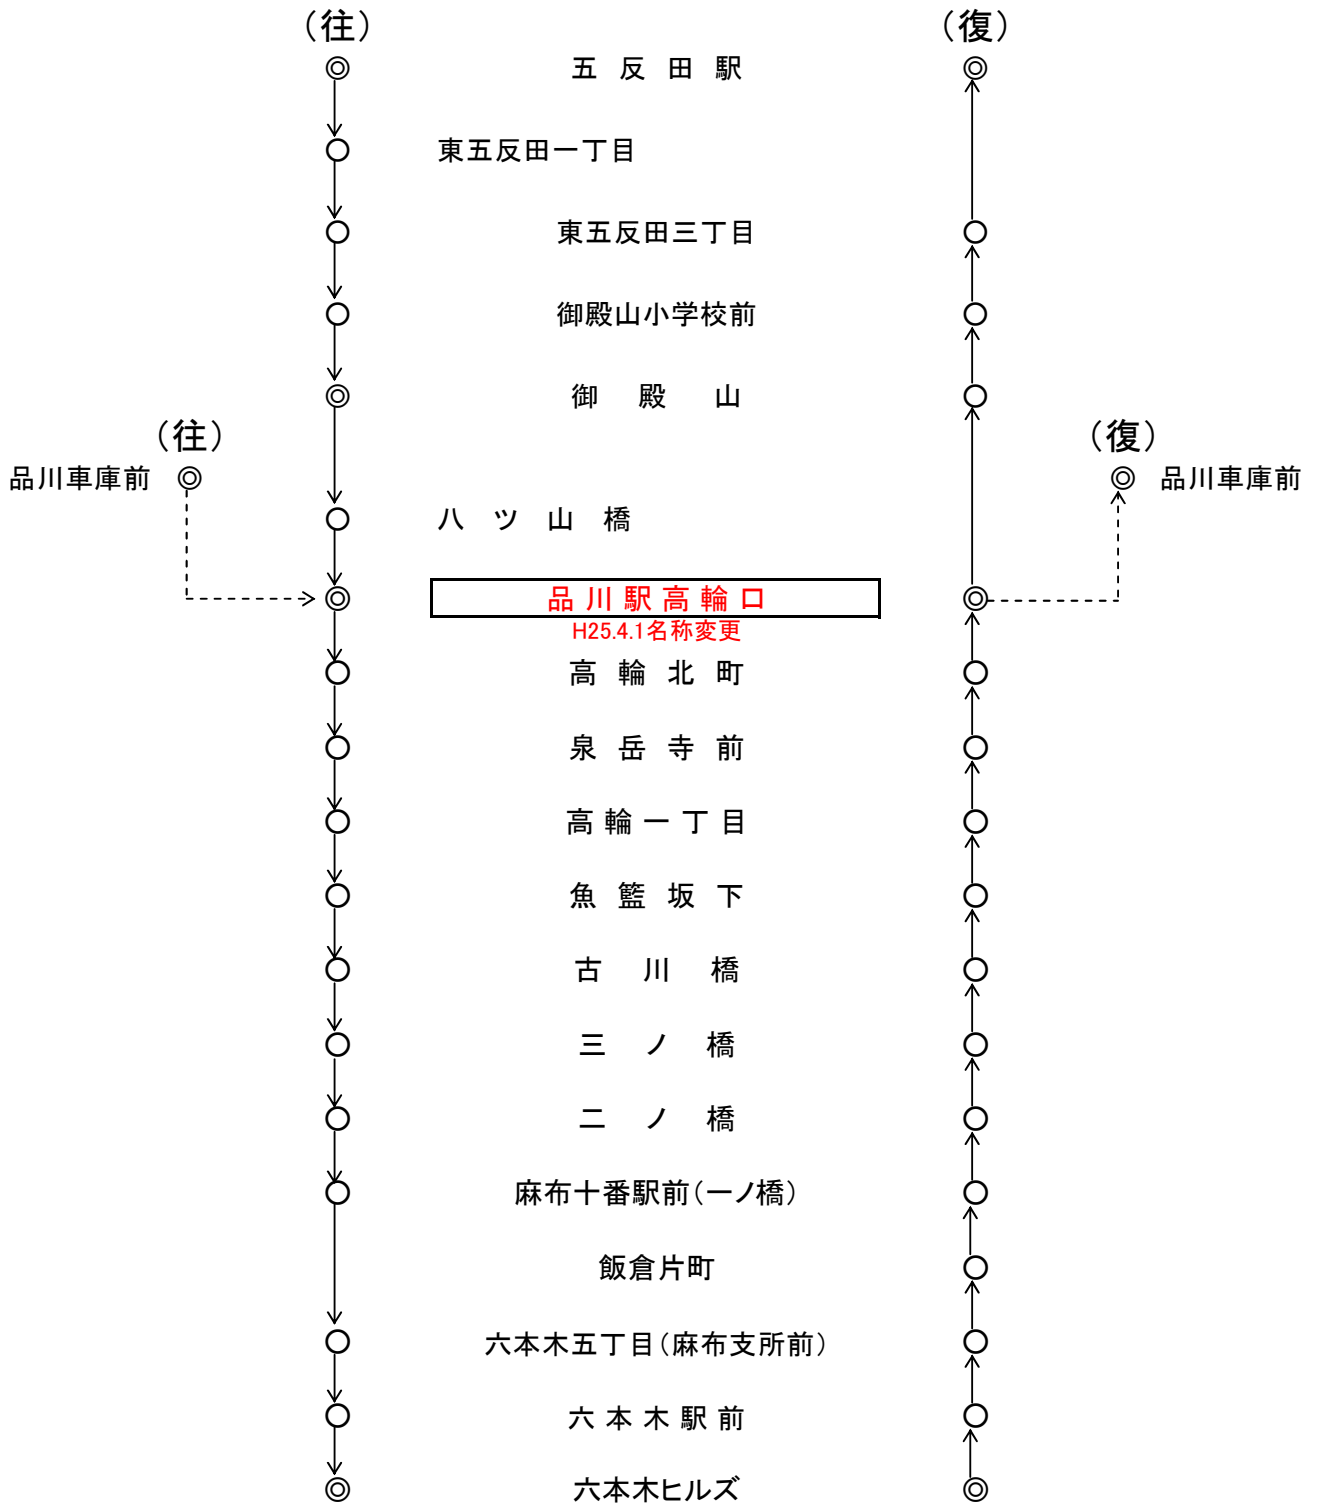 （往）　（復）
五反田駅
東五反田一丁目
東五反田三丁目
御殿山小学校前
御殿山
（往）　（復）
品川車庫前　品川車庫前
八ツ山橋
品川駅高輪口
H25.4.1名称変更
高輪北町
泉岳寺前
高輪一丁目
魚籃坂下
古川橋
三ノ橋
二ノ橋
麻布十番駅前（一ノ橋）
飯倉片町
六本木五丁目（麻布支所前）
六本木駅前
六本木ヒルズ